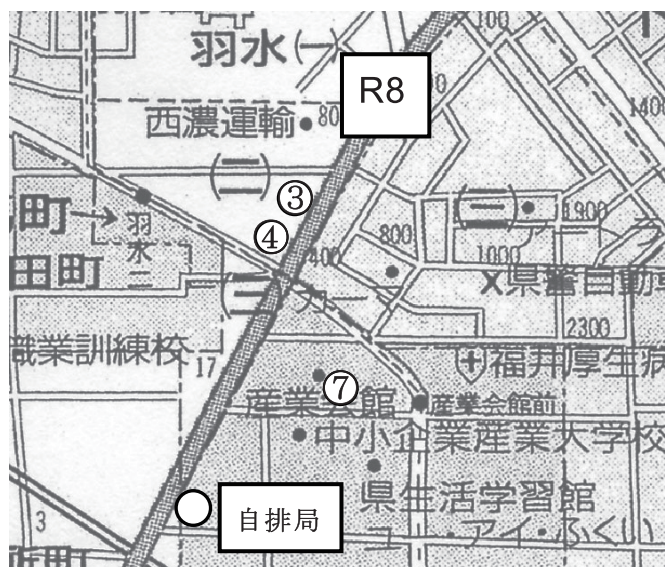 羽水(一)
100
R8
西濃運輸
80
1400
(二)
③
(二)
1900
町→
羽水二
④
400
800
1000
田町
(三)
X県警自動車
2300
職業訓練校
17
福井厚生病
⑦
産業会館
産業会館前
中小企業産業大学校
県生活学習館
自排局
ユー・アイ・ふくい
3